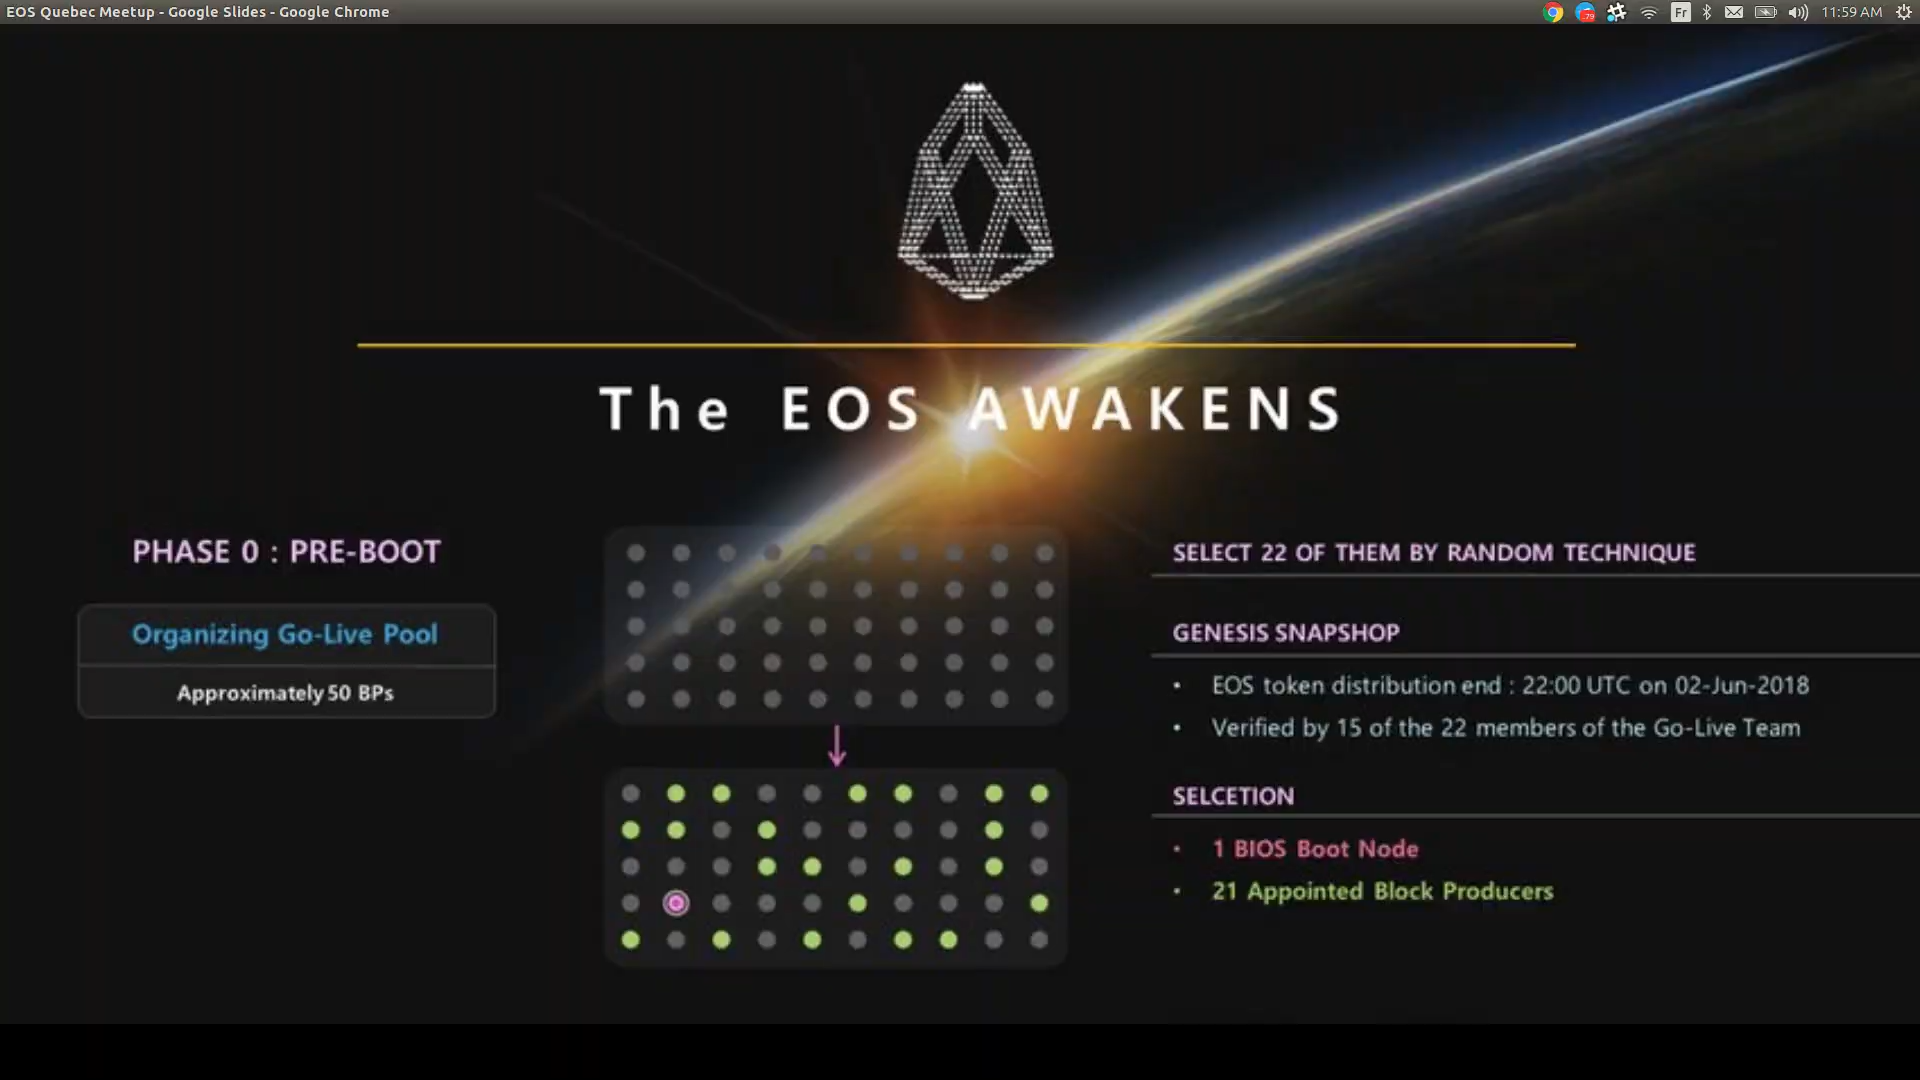 EOS Quebec Meetup - Google Slides - Google Chrome
79
Fr
11:59 AM
The EOS AWAKENS
PHASE 0 : PRE-BOOT
Organizing Go-Live Pool
Approximately 50 BPs
SELECT 22 OF THEM BY RANDOM TECHNIQUE
GENESIS SNAPSHOP
• EOS token distribution end : 22:00 UTC on 02-Jun-2018
• Verified by 15 of the 22 members of the Go-Live Team
SELCETION
• 1 BIOS Boot Node
• 21 Appointed Block Producers